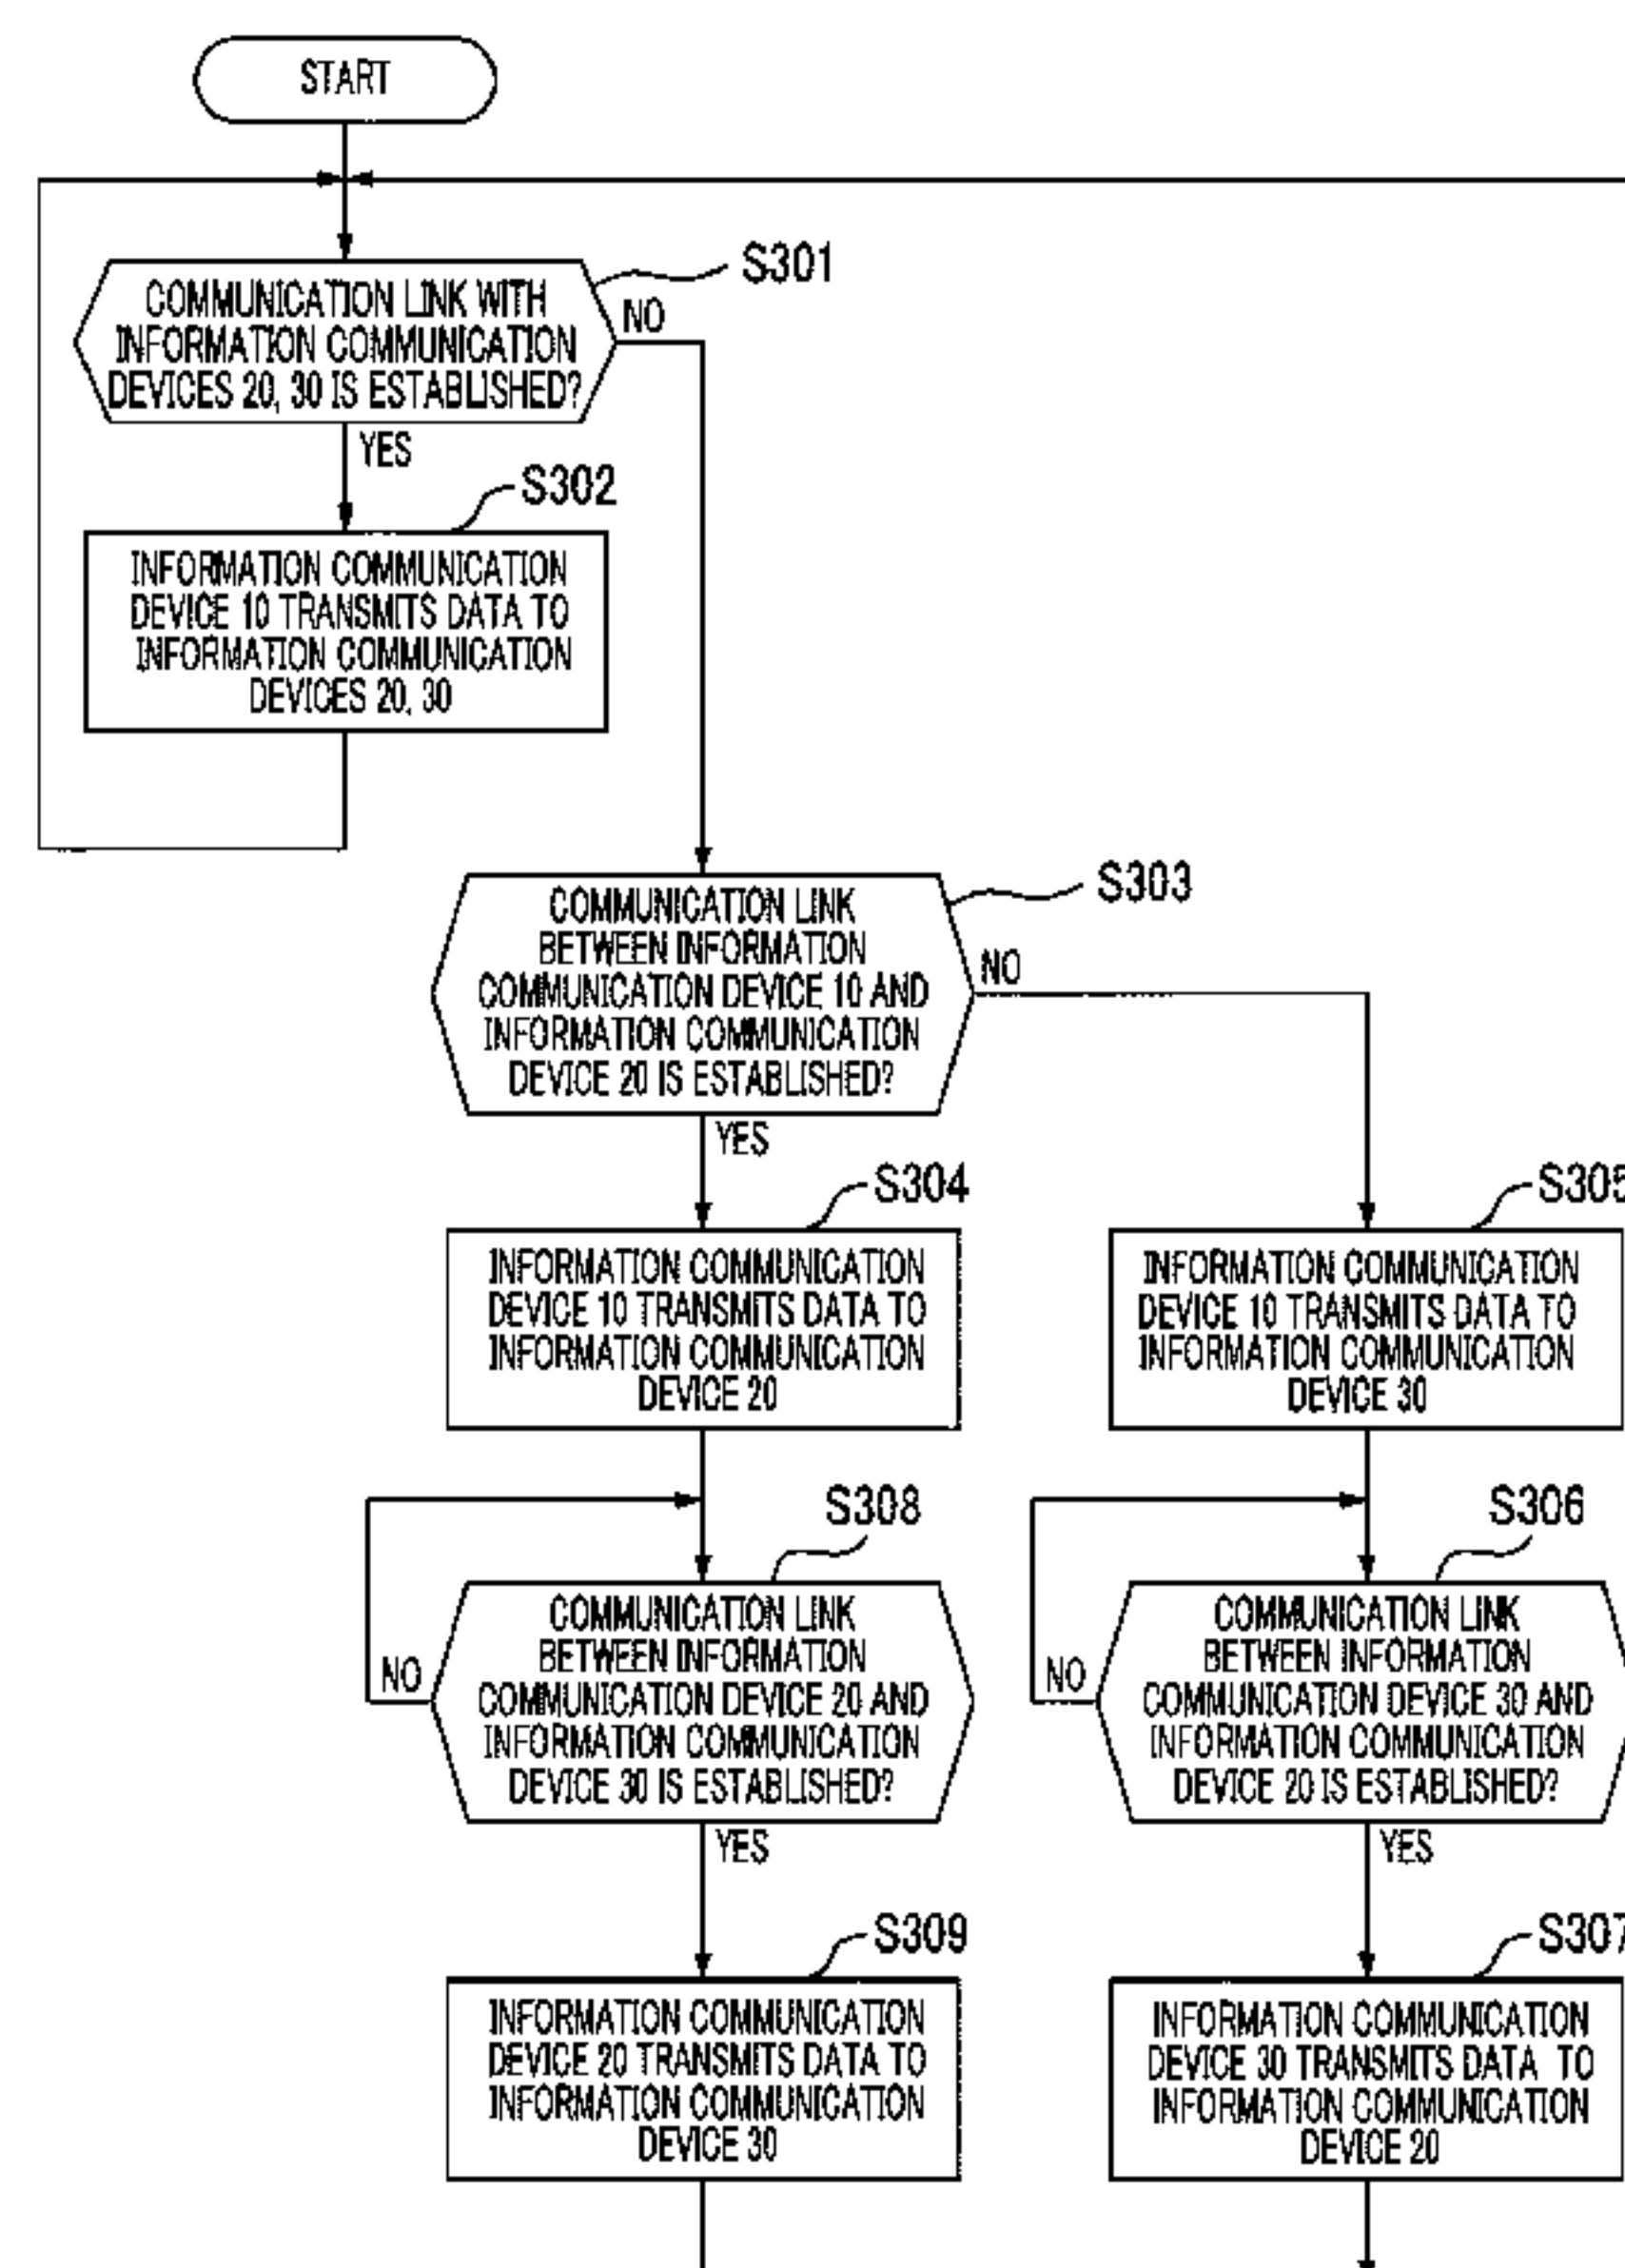 START
S301
COMMUNICATION LINK WITH
INFORMATION COMMUNICATION
DEVICES 20, 30 IS ESTABLISHED?
NO
YES
S302
INFORMATION COMMUNICATION
DEVICE 10 TRANSMITS DATA TO
INFORMATION COMMUNICATION
DEVICES 20, 30
S303
COMMUNICATION LINK
BETWEEN INFORMATION
COMMUNICATION DEVICE 10 AND
INFORMATION COMMUNICATION
DEVICE 20 IS ESTABLISHED?
NO
YES
S304
INFORMATION COMMUNICATION
DEVICE 10 TRANSMITS DATA TO
INFORMATION COMMUNICATION
DEVICE 20
S305
INFORMATION COMMUNICATION
DEVICE 10 TRANSMITS DATA TO
INFORMATION COMMUNICATION
DEVICE 30
S308
COMMUNICATION LINK
BETWEEN INFORMATION
COMMUNICATION DEVICE 20 AND
INFORMATION COMMUNICATION
DEVICE 30 IS ESTABLISHED?
NO
YES
S306
COMMUNICATION LINK
BETWEEN INFORMATION
COMMUNICATION DEVICE 30 AND
INFORMATION COMMUNICATION
DEVICE 20 IS ESTABLISHED?
NO
YES
S309
INFORMATION COMMUNICATION
DEVICE 20 TRANSMITS DATA TO
INFORMATION COMMUNICATION
DEVICE 30
S307
INFORMATION COMMUNICATION
DEVICE 30 TRANSMITS DATA TO
INFORMATION COMMUNICATION
DEVICE 20